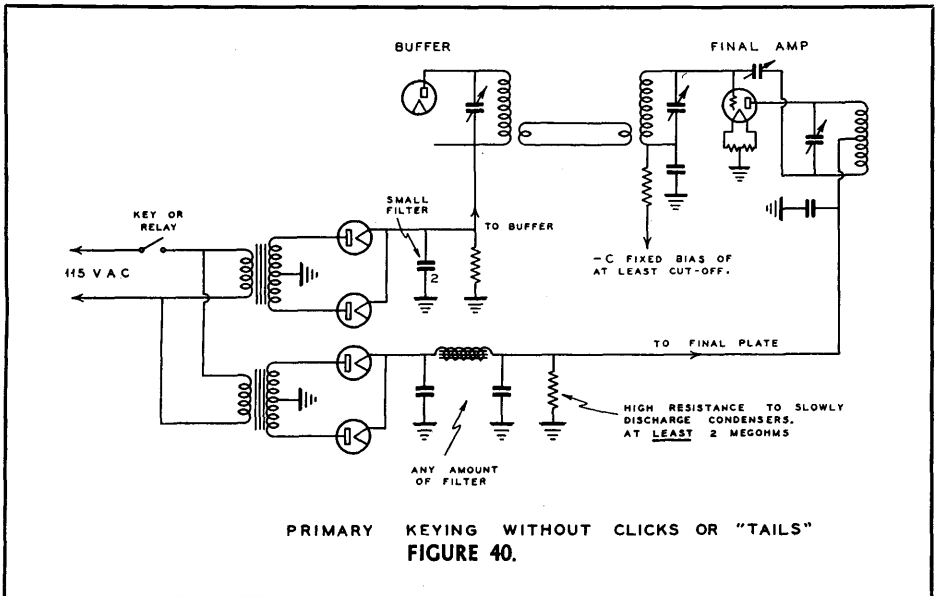 BUFFER
FINAL AMP
KEY OR
RELAY
115 V A C
SMALL
FILTER
2
TO BUFFER
-C FIXED BIAS OF
AT LEAST CUT-OFF.
TO FINAL PLATE
HIGH RESISTANCE TO SLOWLY
DISCHARGE CONDENSERS.
AT LEAST 2 MEGOHMS
ANY AMOUNT
OF FILTER
PRIMARY KEYING WITHOUT CLICKS OR "TAILS"
FIGURE 40.